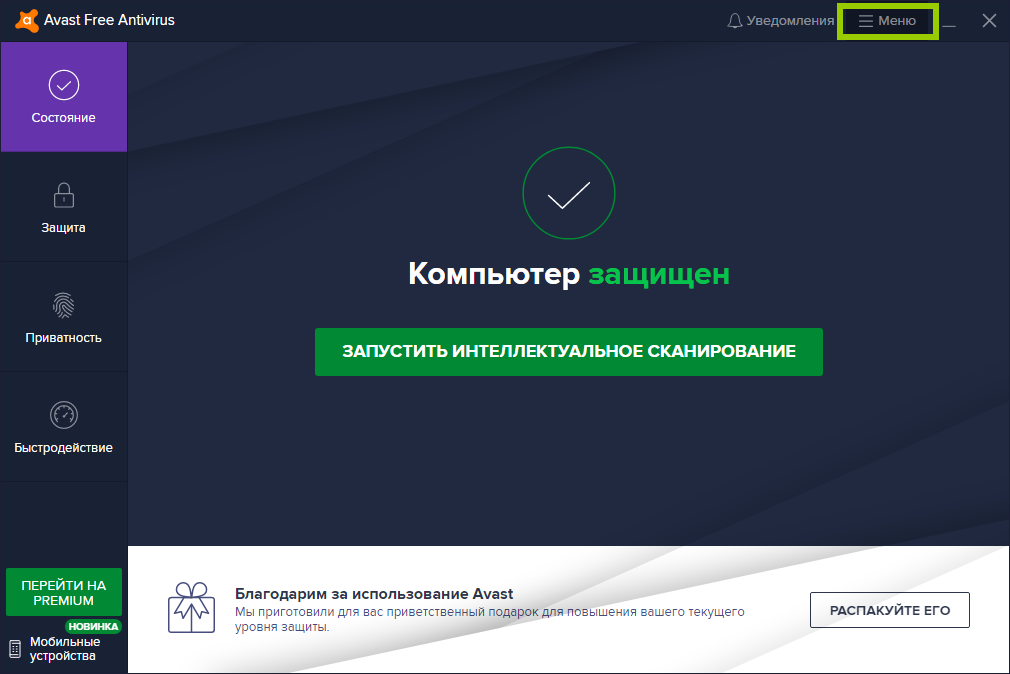 Avast Free Antivirus
Уведомления
Меню
Состояние
Защита
Приватность
Быстродействие
Компьютер защищен
ЗАПУСТИТЬ ИНТЕЛЛЕКТУАЛЬНОЕ СКАНИРОВАНИЕ
ПЕРЕЙТИ НА
PREMIUM
НОВИНКА
Мобильные
устройства
Благодарим за использование Avast
Мы приготовили для вас приветственный подарок для повышения вашего текущего
уровня защиты.
РАСПАКУЙТЕ ЕГО